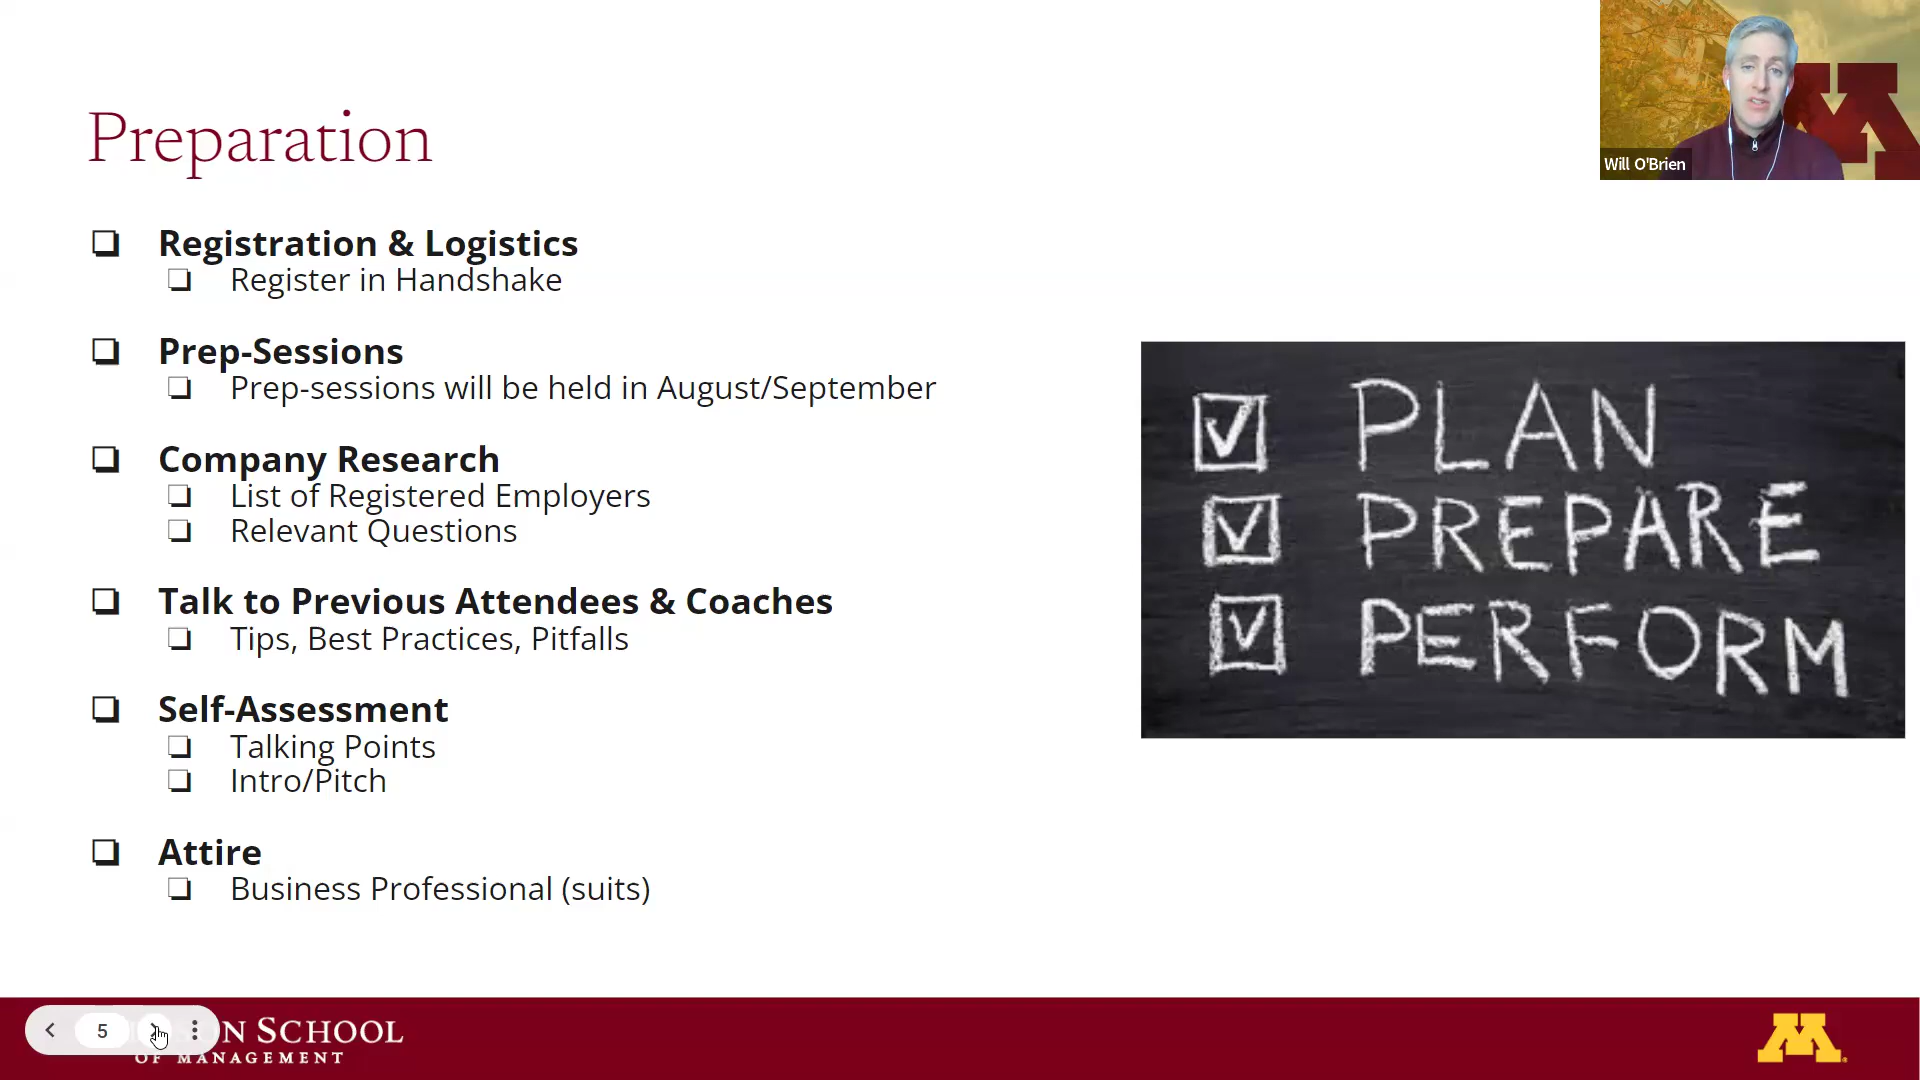 Preparation
Will O'Brien
Registration & Logistics
Register in Handshake
Prep-Sessions
Prep-sessions will be held in August/September
Company Research
List of Registered Employers
Relevant Questions
Talk to Previous Attendees & Coaches
Tips, Best Practices, Pitfalls
Self-Assessment
Talking Points
Intro/Pitch
Attire
Business Professional (suits)
PLAN
PREPARE
PERFORM
5
SCHOOL
OF MANAGEMENT
M